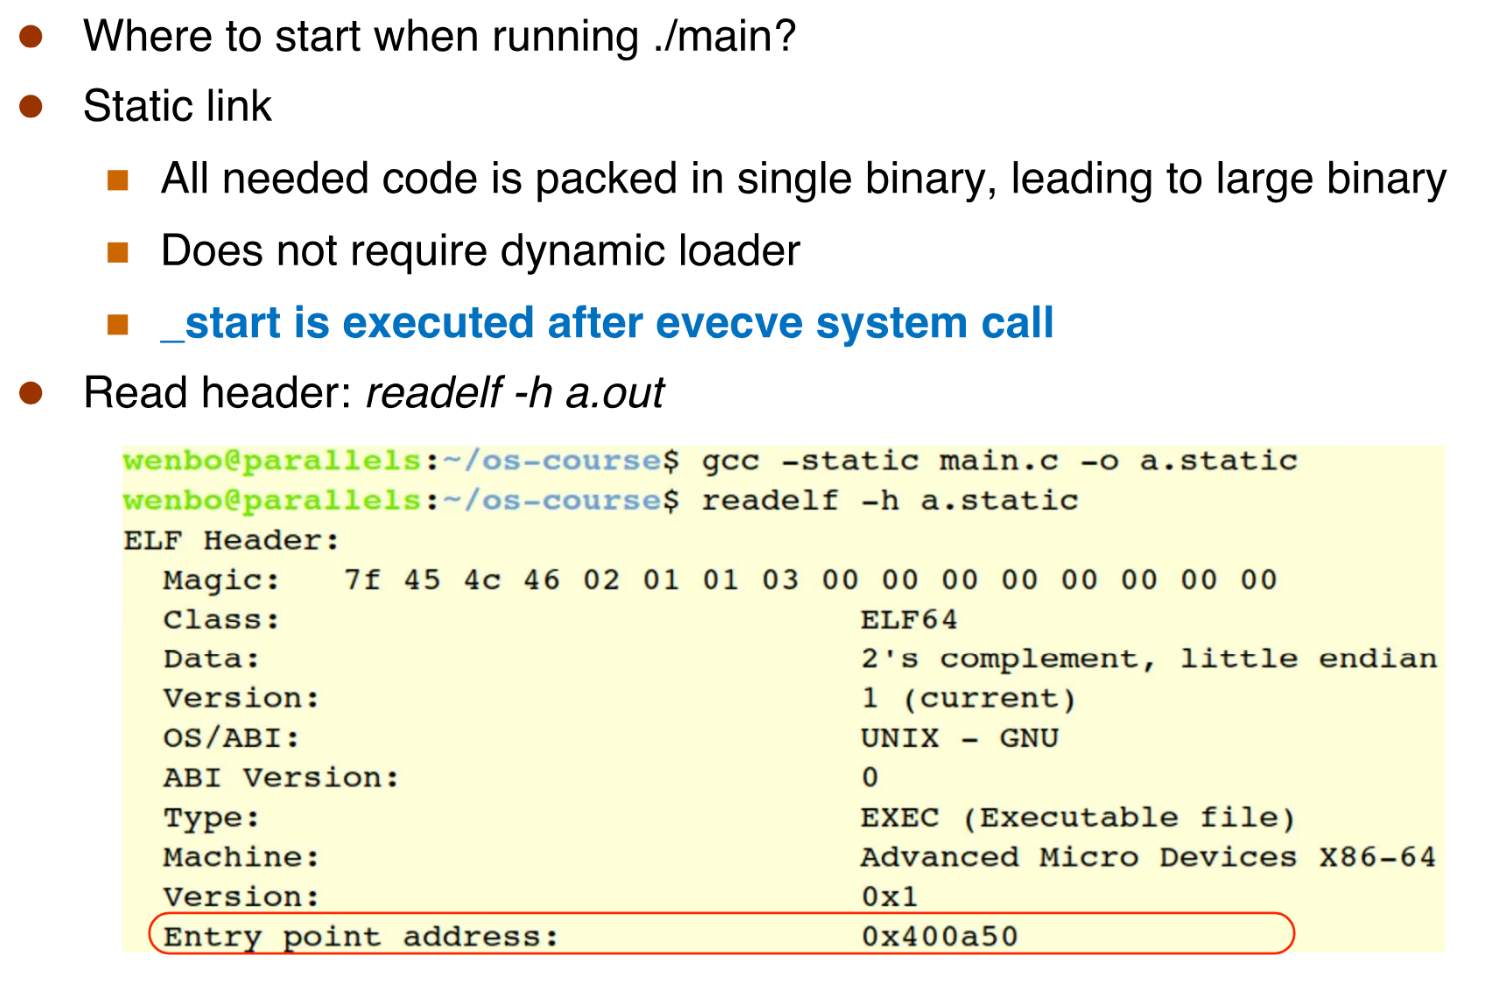 Where to start when running ./main?
Static link
All needed code is packed in single binary, leading to large binary
Does not require dynamic loader
_start is executed after evecve system call
Read header: readelf -h a.out
wenbo@parallels:~/os-course$ gcc -static main.c -o a.static
wenbo@parallels:~/os-course$ readelf -h a.static
ELF Header:
Magic: 7f 45 4c 46 02 01 01 03 00 00 00 00 00 00 00 00
Class: ELF64
Data: 2's complement, little endian
Version: 1 (current)
OS/ABI: UNIX - GNU
ABI Version: 0
Type: EXEC (Executable file)
Machine: Advanced Micro Devices X86-64
Version: 0x1
Entry point address: 0x400a50